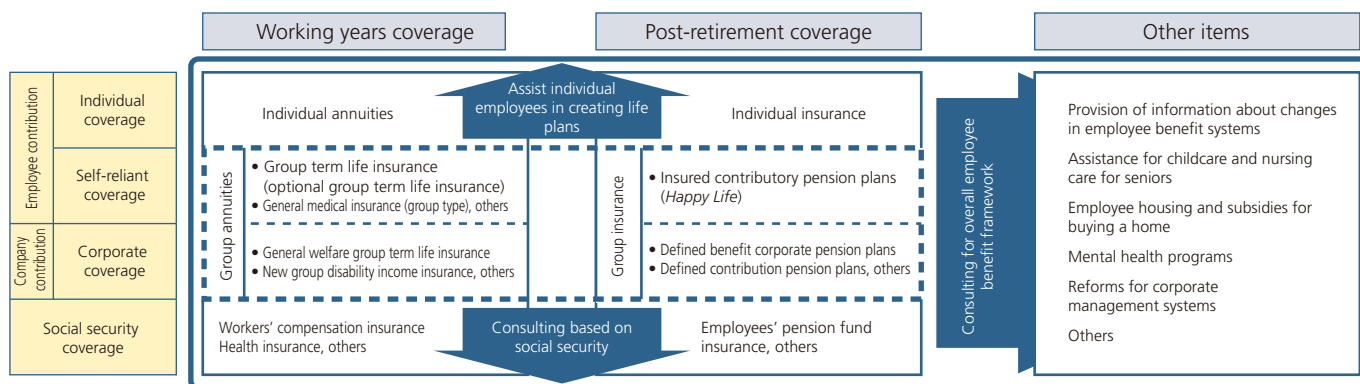 Working years coverage
Post-retirement coverage
Other items
Employee contribution
Individual
coverage
Self-reliant
coverage
Company
contribution
Corporate
coverage
Social security
coverage
Individual annuities
Assist individual
employees in creating life
plans
Individual insurance
Group annuities
• Group term life insurance
(optional group term life insurance)
• General medical insurance (group type), others
• General welfare group term life insurance
• New group disability income insurance, others
Group insurance
• Insured contributory pension plans
(Happy Life)
• Defined benefit corporate pension plans
• Defined contribution pension plans, others
Workers' compensation insurance
Health insurance, others
Consulting based on
social security
Employees' pension fund
insurance, others
Consulting for overall employee
benefit framework
Provision of information about changes
in employee benefit systems
Assistance for childcare and nursing
care for seniors
Employee housing and subsidies for
buying a home
Mental health programs
Reforms for corporate
management systems
Others